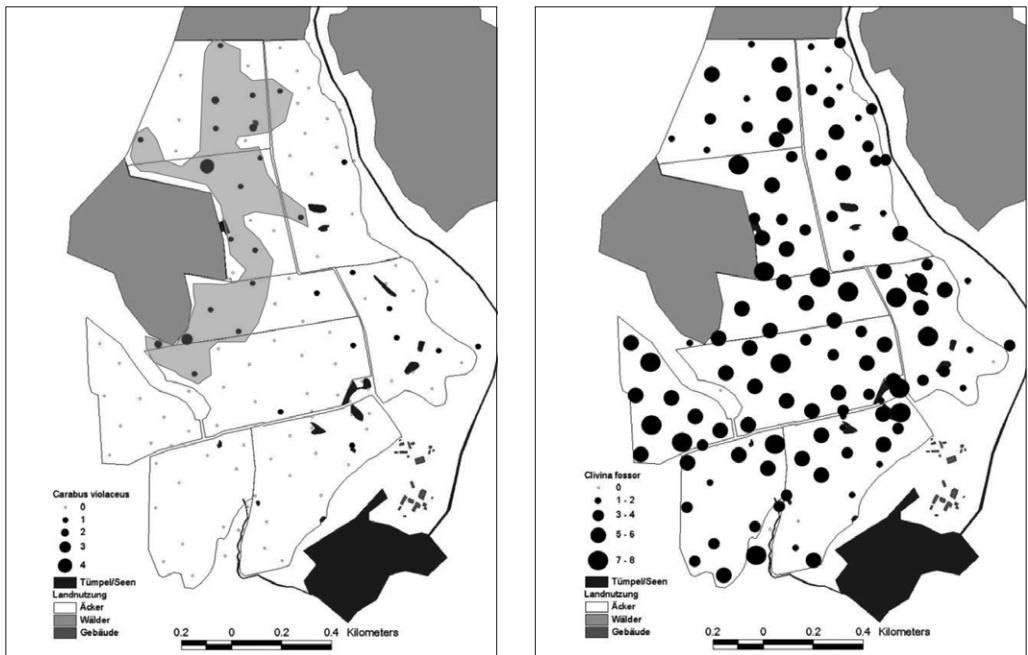 Carabus violaceus
0
1
2
3
4
Tümpel/Seen
Landnutzung
Äcker
Wälder
Gebäude
0.2 0 0.2 0.4 Kilometers
Clivina fossor
0
1 - 2
3 - 4
5 - 6
7 - 8
Tümpel/Seen
Landnutzung
Äcker
Wälder
Gebäude
0.2 0 0.2 0.4 Kilometers